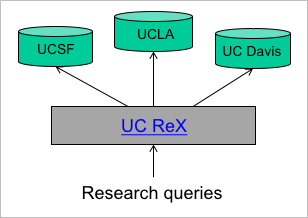 UCSF
UCLA
UC Davis
UC ReX
Research queries